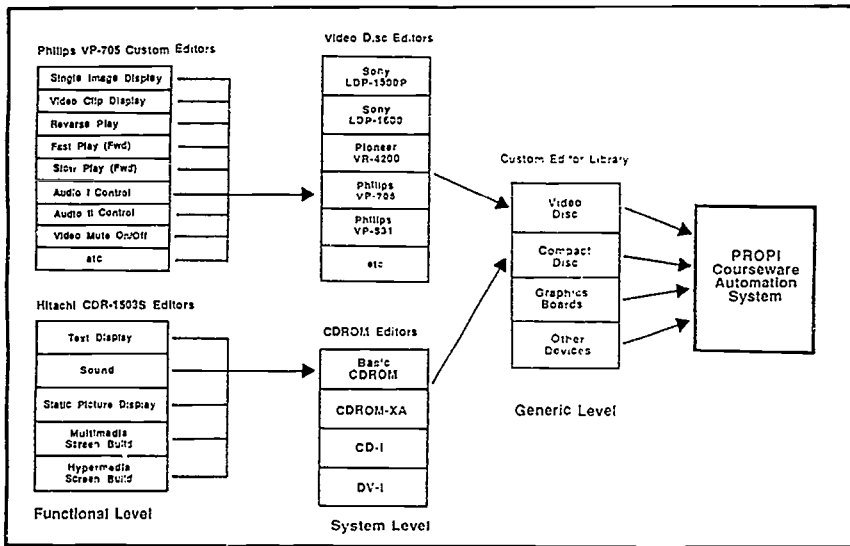 Philips VP-705 Custom Editors
Single Image Display
Video Clip Display
Reverse Play
Fast Play (Fwd)
Slow Play (Fwd)
Audio I Control
Audio II Control
Video Mute On/Off
etc
Hitachi CDR-1503S Editors
Text Display
Sound
Static Picture Display
Multimedia
Screen Build
Hypermedia
Screen Build
Functional Level
Video Disc Editors
Sony
LDP-1500P
Sony
LDP-1600
Pioneer
VR-4200
Philips
VP-705
Philips
VP-831
etc
CDROM Editors
Basic
CDROM
CDROM-XA
CD-I
DV-I
System Level
Custom Editor Library
Video
Disc
Compact
Disc
Graphics
Boards
Other
Devices
Generic Level
PROPI
Courseware
Automation
System